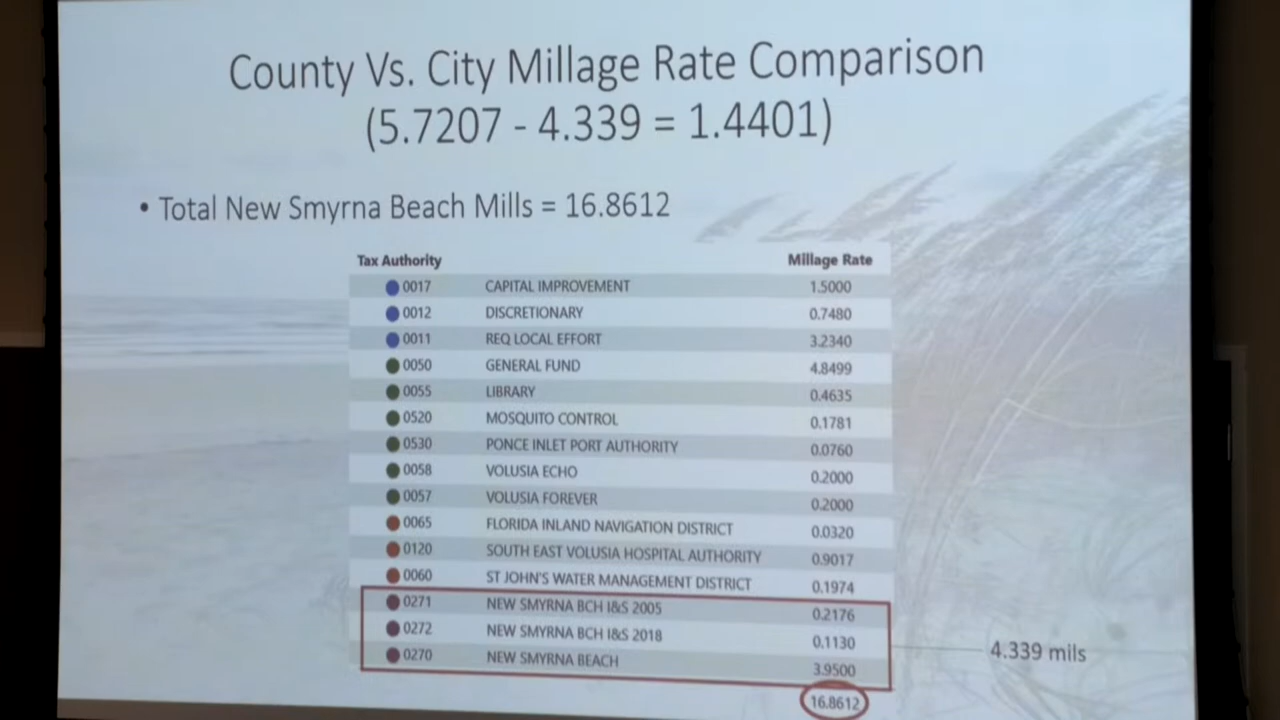 County Vs. City Millage Rate Comparison
(5.7207 - 4.339 = 1.4401)
• Total New Smyrna Beach Mills = 16.8612
Tax Authority Millage Rate
0017 CAPITAL IMPROVEMENT 1.5000
0012 DISCRETIONARY 0.7480
0011 REQ LOCAL EFFORT 3.2340
0050 GENERAL FUND 4.8499
0055 LIBRARY 0.4635
0520 MOSQUITO CONTROL 0.1781
0530 PONCE INLET PORT AUTHORITY 0.0760
0058 VOLUSIA ECHO 0.2000
0057 VOLUSIA FOREVER 0.2000
0065 FLORIDA INLAND NAVIGATION DISTRICT 0.0320
0120 SOUTH EAST VOLUSIA HOSPITAL AUTHORITY 0.9017
0060 ST JOHN'S WATER MANAGEMENT DISTRICT 0.1974
0271 NEW SMYRNA BCH I&S 2005 0.2176
0272 NEW SMYRNA BCH I&S 2018 0.1130
0270 NEW SMYRNA BEACH 3.9500
4.339 mils
16.8612